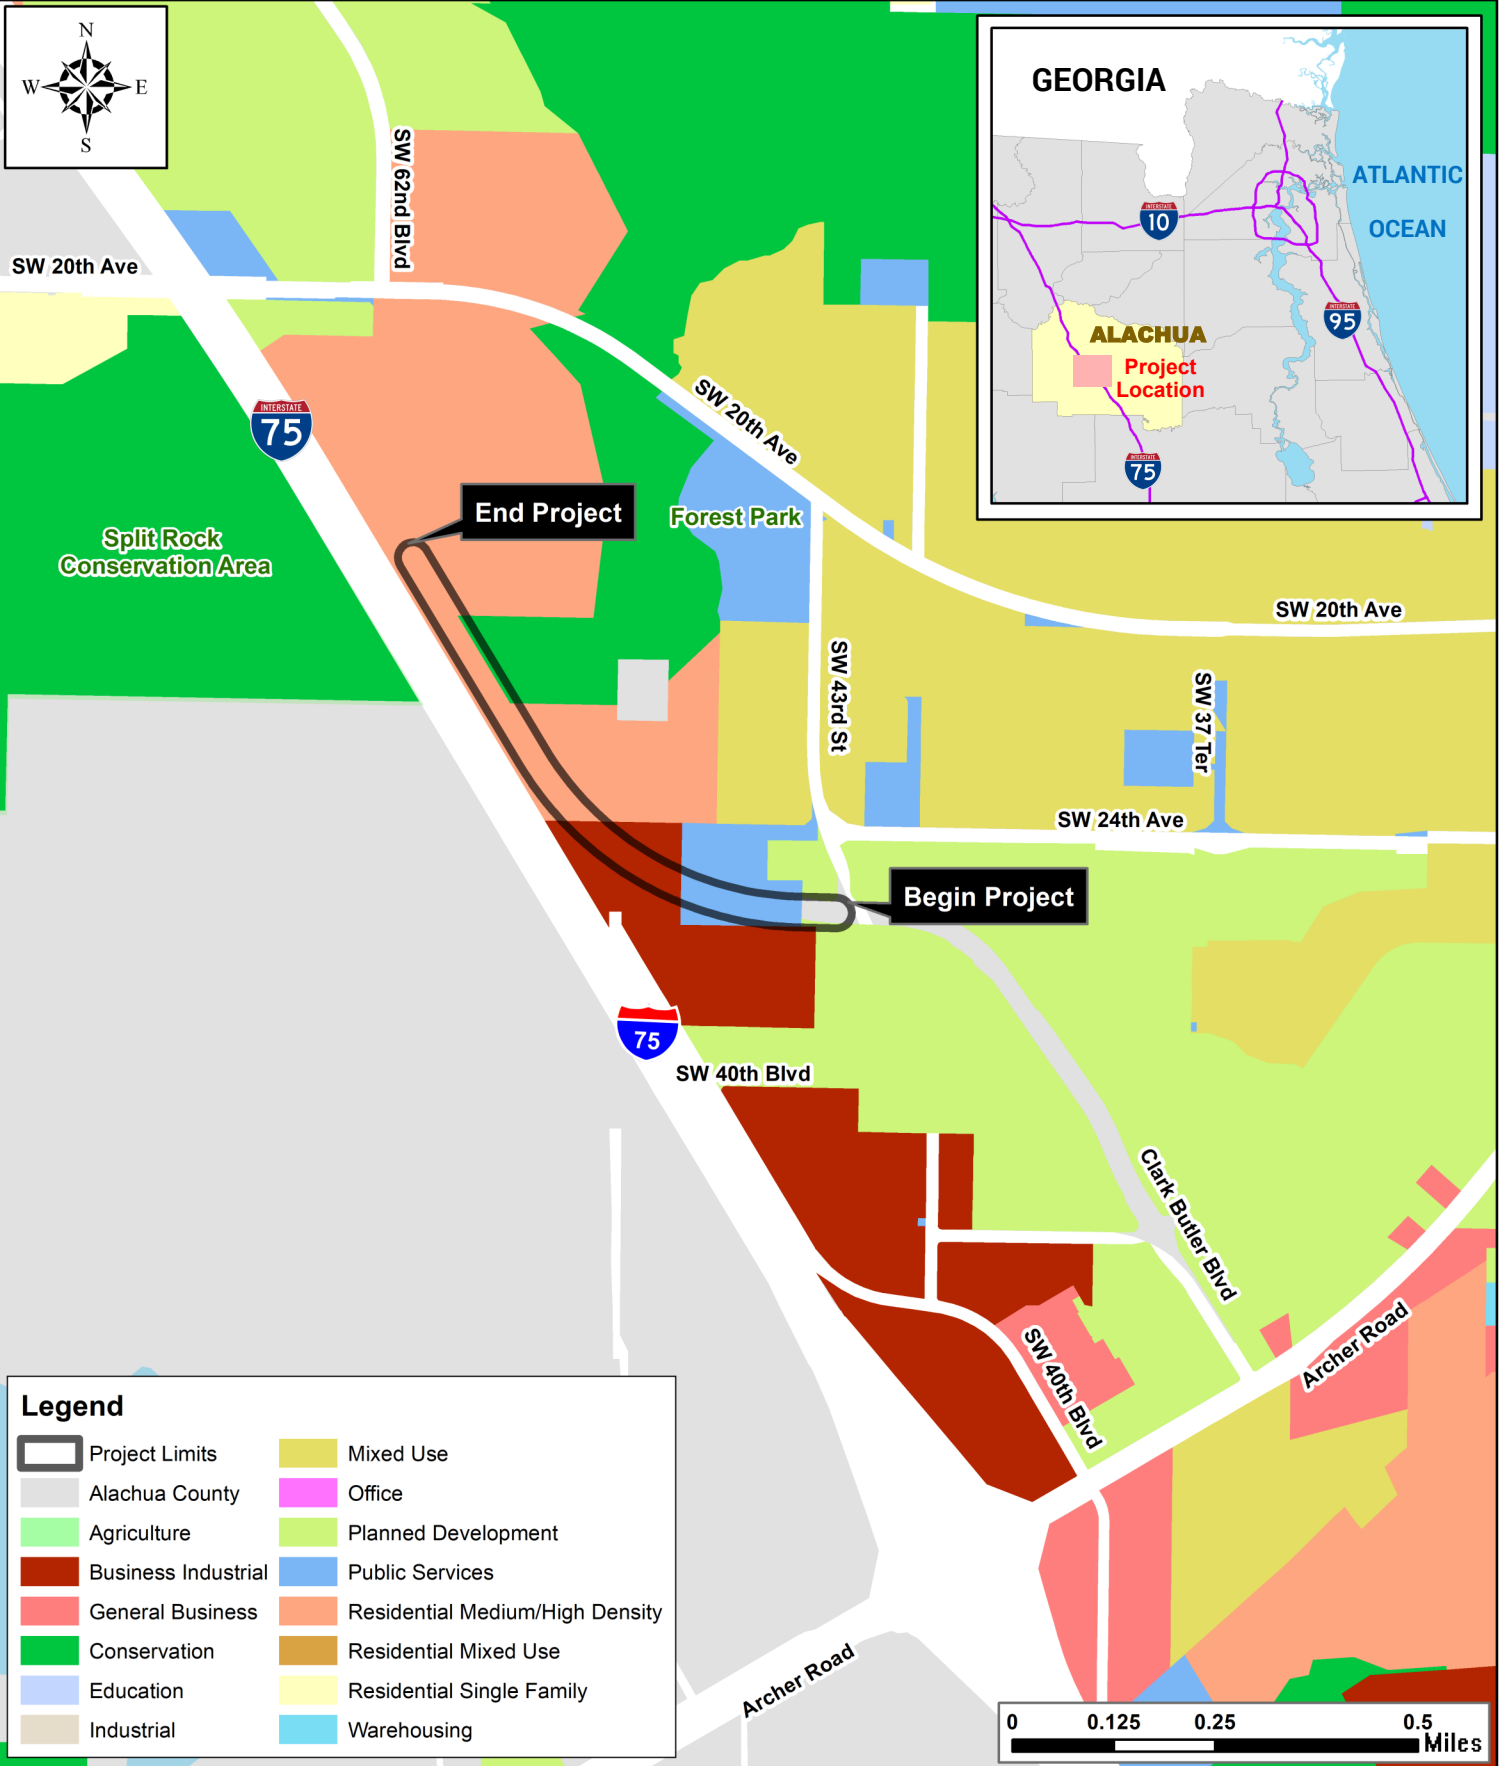 N
W
E
S
GEORGIA
ATLANTIC
OCEAN
INTERSTATE
10
INTERSTATE
95
ALACHUA
Project
Location
INTERSTATE
75
SW 62nd Blvd
SW 20th Ave
INTERSTATE
75
SW 20th Ave
End Project
Forest Park
Split Rock
Conservation Area
SW 20th Ave
SW 43rd St
SW 37 Ter
SW 24th Ave
Begin Project
75
SW 40th Blvd
Clark Butler Blvd
Archer Road
SW 40th Blvd
Archer Road
Legend
Project Limits
Alachua County
Agriculture
Business Industrial
General Business
Conservation
Education
Industrial
Mixed Use
Office
Planned Development
Public Services
Residential Medium/High Density
Residential Mixed Use
Residential Single Family
Warehousing
0 0.125 0.25 0.5
Miles